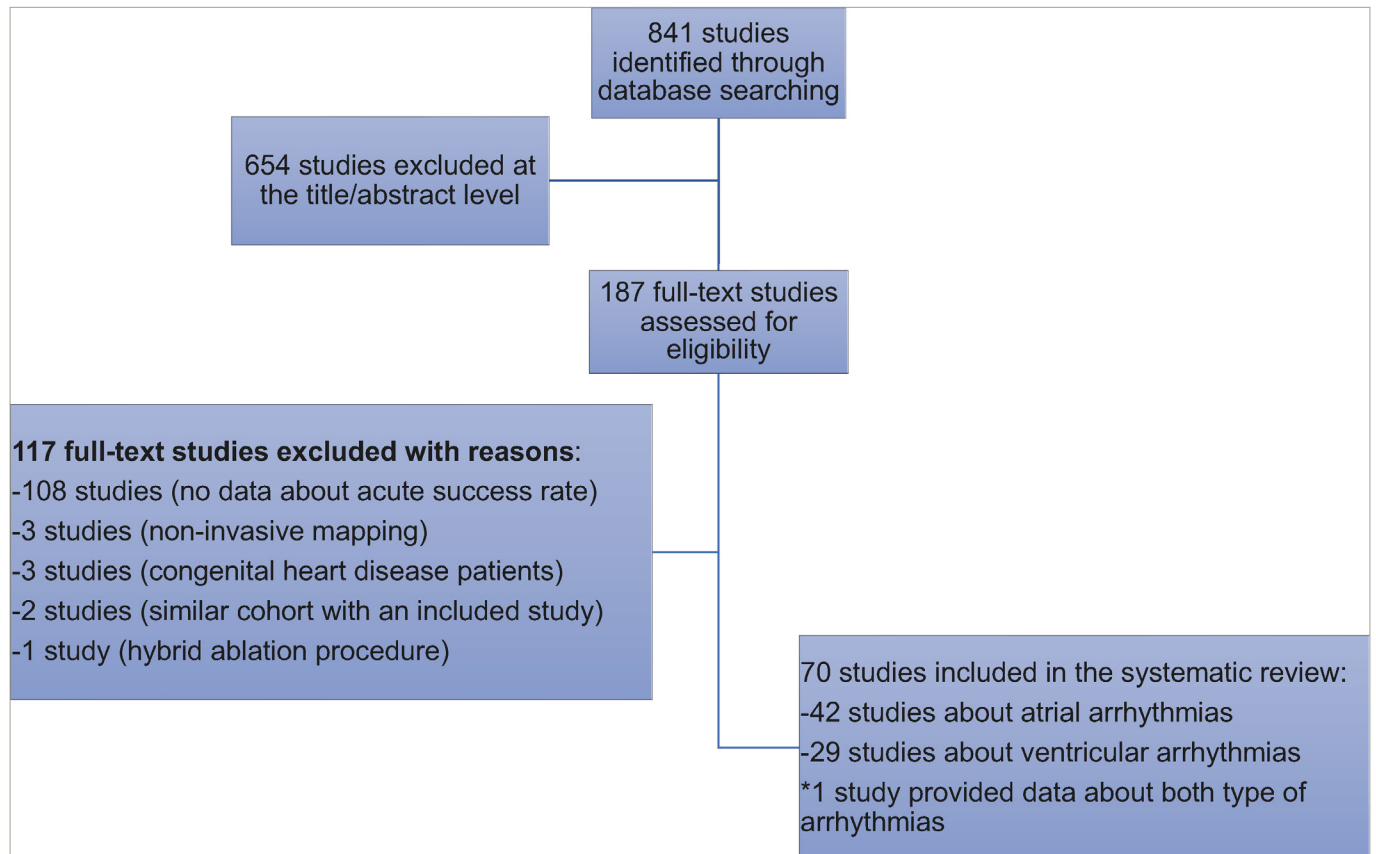 841 studies
identified through
database searching
654 studies excluded at
the title/abstract level
187 full-text studies
assessed for
eligibility
117 full-text studies excluded with reasons:
-108 studies (no data about acute success rate)
-3 studies (non-invasive mapping)
-3 studies (congenital heart disease patients)
-2 studies (similar cohort with an included study)
-1 study (hybrid ablation procedure)
70 studies included in the systematic review:
-42 studies about atrial arrhythmias
-29 studies about ventricular arrhythmias
*1 study provided data about both type of
arrhythmias